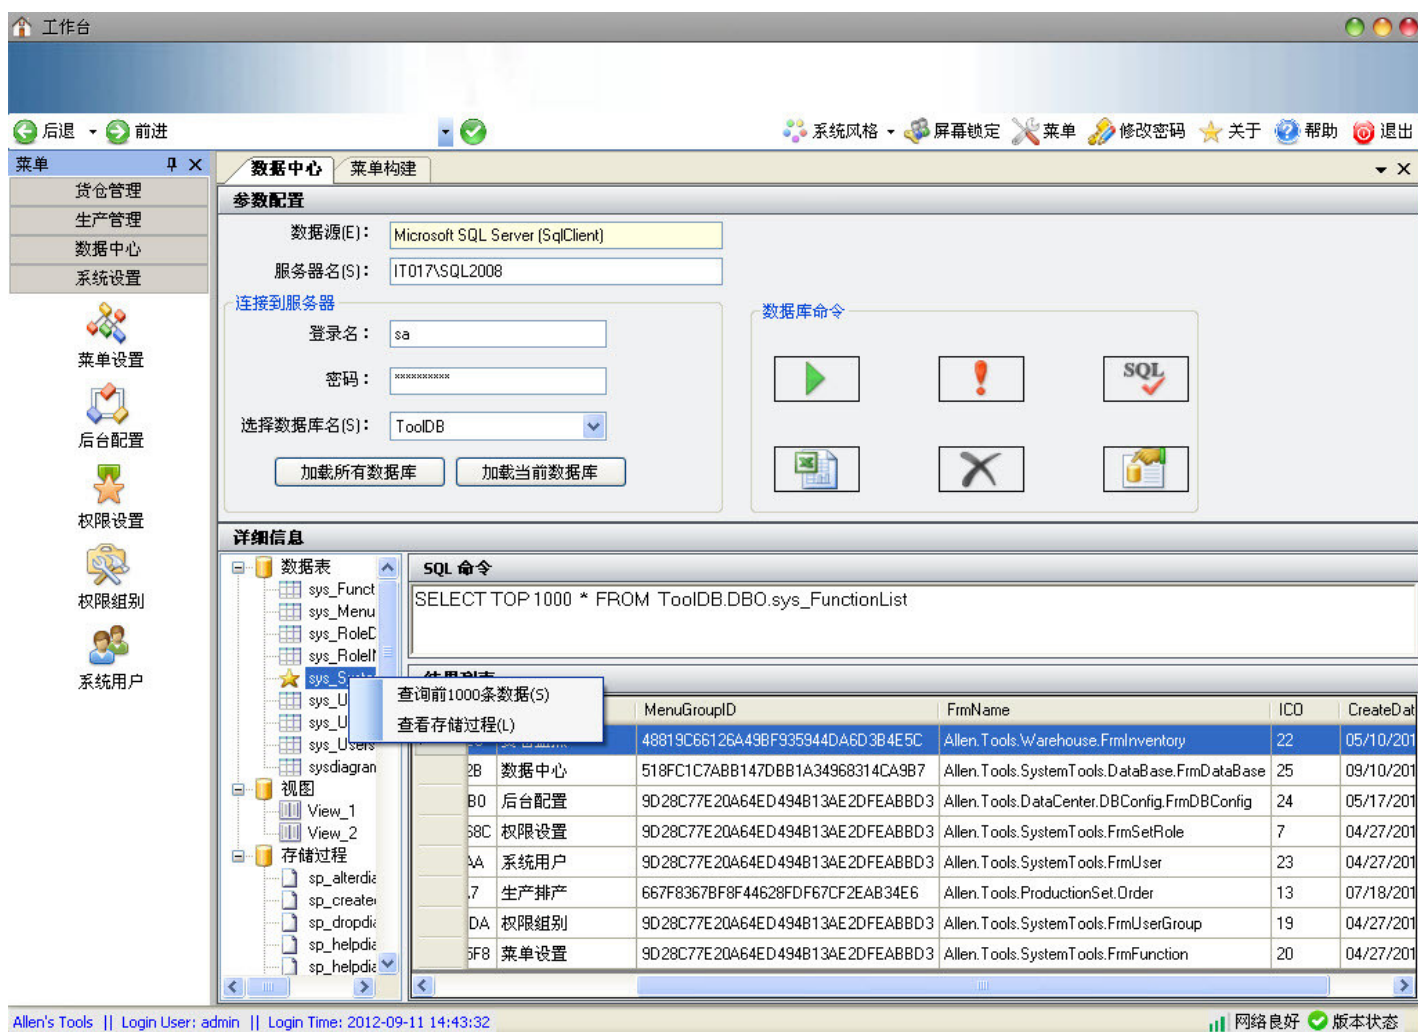 工作台
后退 前进 系统风格 屏幕锁定 菜单 修改密码 关于 帮助 退出
菜单
货仓管理
生产管理
数据中心
系统设置
菜单设置
后台配置
权限设置
权限组别
系统用户
数据中心 菜单构建
参数配置
数据源(E): Microsoft SQL Server (SqlClient)
服务器名(S): IT017\SQL2008
连接到服务器
登录名: sa
密码: **********
选择数据库名(S): ToolDB
加载所有数据库 加载当前数据库
数据库命令
SQL
详细信息
数据表
sys_Funct
sys_Menu
sys_RoleD
sys_RoleI
sys_Syste
sys_U
sys_U
sys_Users
sysdiagran
视图
View_1
View_2
存储过程
sp_alterdia
sp_create
sp_dropdia
sp_helpdia
sp_helpdia
SQL 命令
SELECT TOP 1000 * FROM ToolDB.DBO.sys_FunctionList
结果列表
查询前1000条数据(S)
查看存储过程(L)
MenuGroupID FrmName ICO CreateDat
48819C66126A49BF935944DA6D3B4E5C Allen.Tools.Warehouse.FrmInventory 22 05/10/201
2B 数据中心 518FC1C7ABB147DBB1A34968314CA9B7 Allen.Tools.SystemTools.DataBase.FrmDataBase 25 09/10/201
B0 后台配置 9D28C77E20A64ED494B13AE2DFEABBD3 Allen.Tools.DataCenter.DBConfig.FrmDBConfig 24 05/17/201
68C 权限设置 9D28C77E20A64ED494B13AE2DFEABBD3 Allen.Tools.SystemTools.FrmSetRole 7 04/27/201
AA 系统用户 9D28C77E20A64ED494B13AE2DFEABBD3 Allen.Tools.SystemTools.FrmUser 23 04/27/201
.7 生产排产 667F8367BF8F44628FDF67CF2EAB34E6 Allen.Tools.ProductionSet.Order 13 07/18/201
DA 权限组别 9D28C77E20A64ED494B13AE2DFEABBD3 Allen.Tools.SystemTools.FrmUserGroup 19 04/27/201
5F8 菜单设置 9D28C77E20A64ED494B13AE2DFEABBD3 Allen.Tools.SystemTools.FrmFunction 20 04/27/201
Allen's Tools || Login User: admin || Login Time: 2012-09-11 14:43:32 网络良好 版本状态